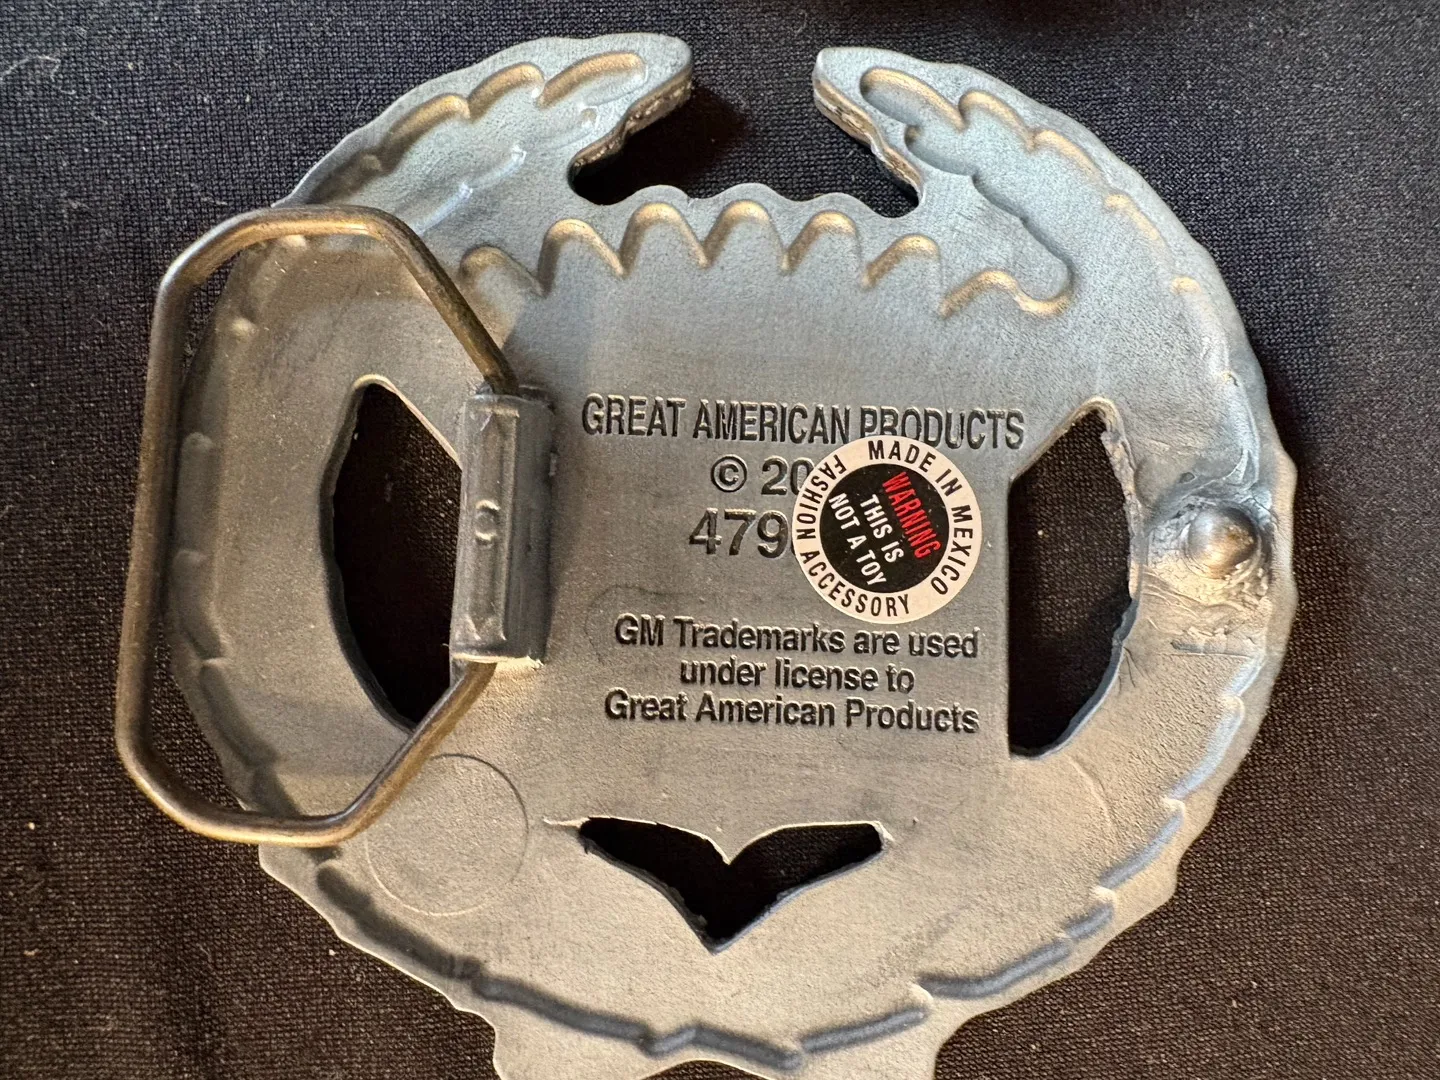 GREAT AMERICAN PRODUCTS
© 20
479
MADE IN MEXICO
FASHION ACCESSORY
WARNING
THIS IS
NOT A TOY
GM Trademarks are used
under license to
Great American Products